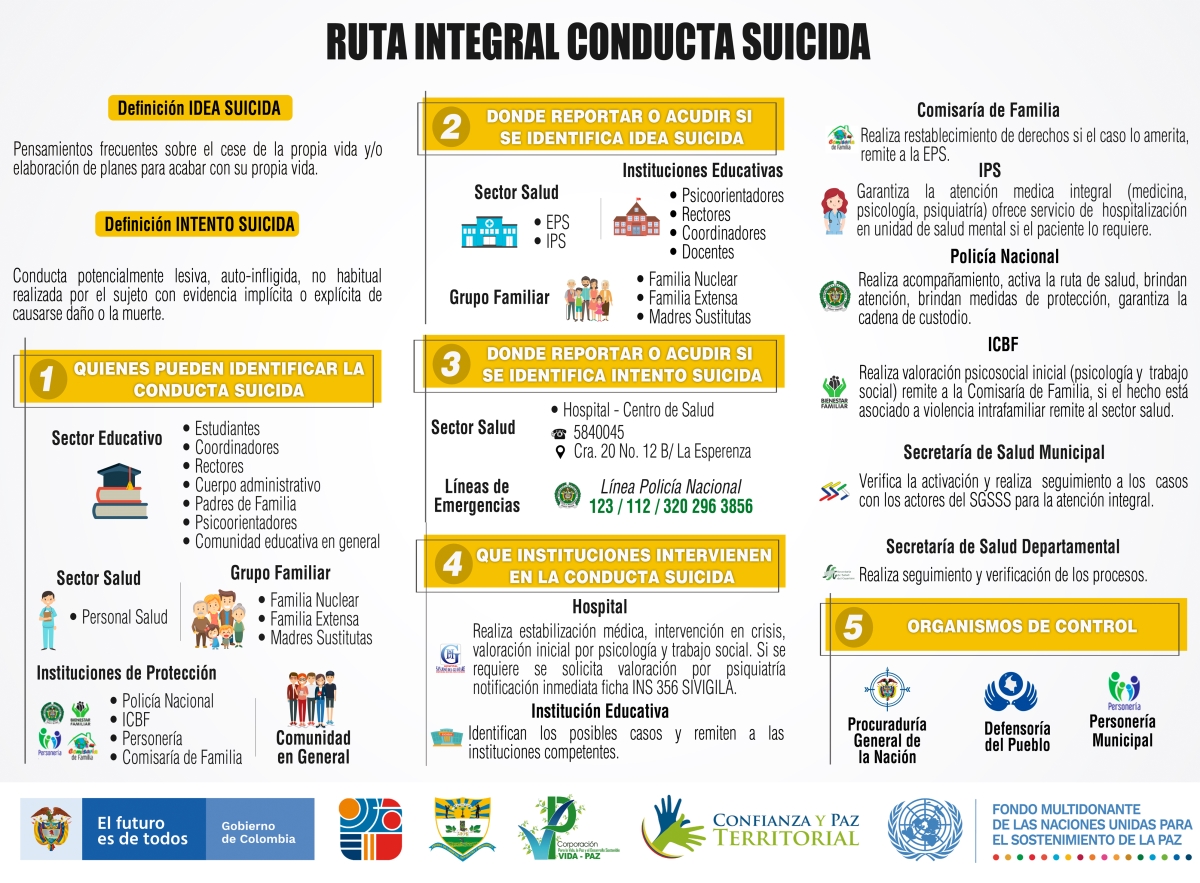 RUTA INTEGRAL CONDUCTA SUICIDA
Definición IDEA SUICIDA
Pensamientos frecuentes sobre el cese de la propia vida y/o
elaboración de planes para acabar con su propia vida.
Definición INTENTO SUICIDA
Conducta potencialmente lesiva, auto-infligida, no habitual
realizada por el sujeto con evidencia implícita o explícita de
causarse daño o la muerte.
1
QUIENES PUEDEN IDENTIFICAR LA
CONDUCTA SUICIDA
Sector Educativo
• Estudiantes
• Coordinadores
• Rectores
• Cuerpo administrativo
• Padres de Familia
• Psicoorientadores
• Comunidad educativa en general
Sector Salud
• Personal Salud
Grupo Familiar
• Familia Nuclear
• Familia Extensa
• Madres Sustitutas
Instituciones de Protección
BIENESTAR
FAMILIAR
Personería
de Familia
• Policía Nacional
• ICBF
• Personería
• Comisaría de Familia
Comunidad
en General
2
DONDE REPORTAR O ACUDIR SI
SE IDENTIFICA IDEA SUICIDA
Sector Salud
• EPS
• IPS
Instituciones Educativas
• Psicoorientadores
• Rectores
• Coordinadores
• Docentes
Grupo Familiar
• Familia Nuclear
• Familia Extensa
• Madres Sustitutas
3
DONDE REPORTAR O ACUDIR SI
SE IDENTIFICA INTENTO SUICIDA
Sector Salud
• Hospital - Centro de Salud
5840045
Cra. 20 No. 12 B/ La Esperenza
Líneas de
Emergencias
Línea Policía Nacional
123 / 112 / 320 296 3856
4
QUE INSTITUCIONES INTERVIENEN
EN LA CONDUCTA SUICIDA
Hospital
Realiza estabilización médica, intervención en crisis,
valoración inicial por psicología y trabajo social. Si se
requiere se solicita valoración por psiquiatría
notificación inmediata ficha INS 356 SIVIGILA.
Institución Educativa
Identifican los posibles casos y remiten a las
instituciones competentes.
Comisaría de Familia
de Familia
Realiza restablecimiento de derechos si el caso lo amerita,
remite a la EPS.
IPS
Garantiza la atención medica integral (medicina,
psicología, psiquiatría) ofrece servicio de hospitalización
en unidad de salud mental si el paciente lo requiere.
Policía Nacional
Realiza acompañamiento, activa la ruta de salud, brindan
atención, brindan medidas de protección, garantiza la
cadena de custodio.
ICBF
BIENESTAR
FAMILIAR
Realiza valoración psicosocial inicial (psicología y trabajo
social) remite a la Comisaría de Familia, si el hecho está
asociado a violencia intrafamiliar remite al sector salud.
Secretaría de Salud Municipal
Verifica la activación y realiza seguimiento a los casos
con los actores del SGSSS para la atención integral.
Secretaría de Salud Departamental
Realiza seguimiento y verificación de los procesos.
5
ORGANISMOS DE CONTROL
Procuraduría
General de
la Nación
Defensoría
del Pueblo
Personería
Personería
Municipal
El futuro
es de todos
Gobierno
de Colombia
Corporación
VIDA - PAZ
CONFIANZA Y PAZ
TERRITORIAL
FONDO MULTIDONANTE
DE LAS NACIONES UNIDAS PARA
EL SOSTENIMIENTO DE LA PAZ